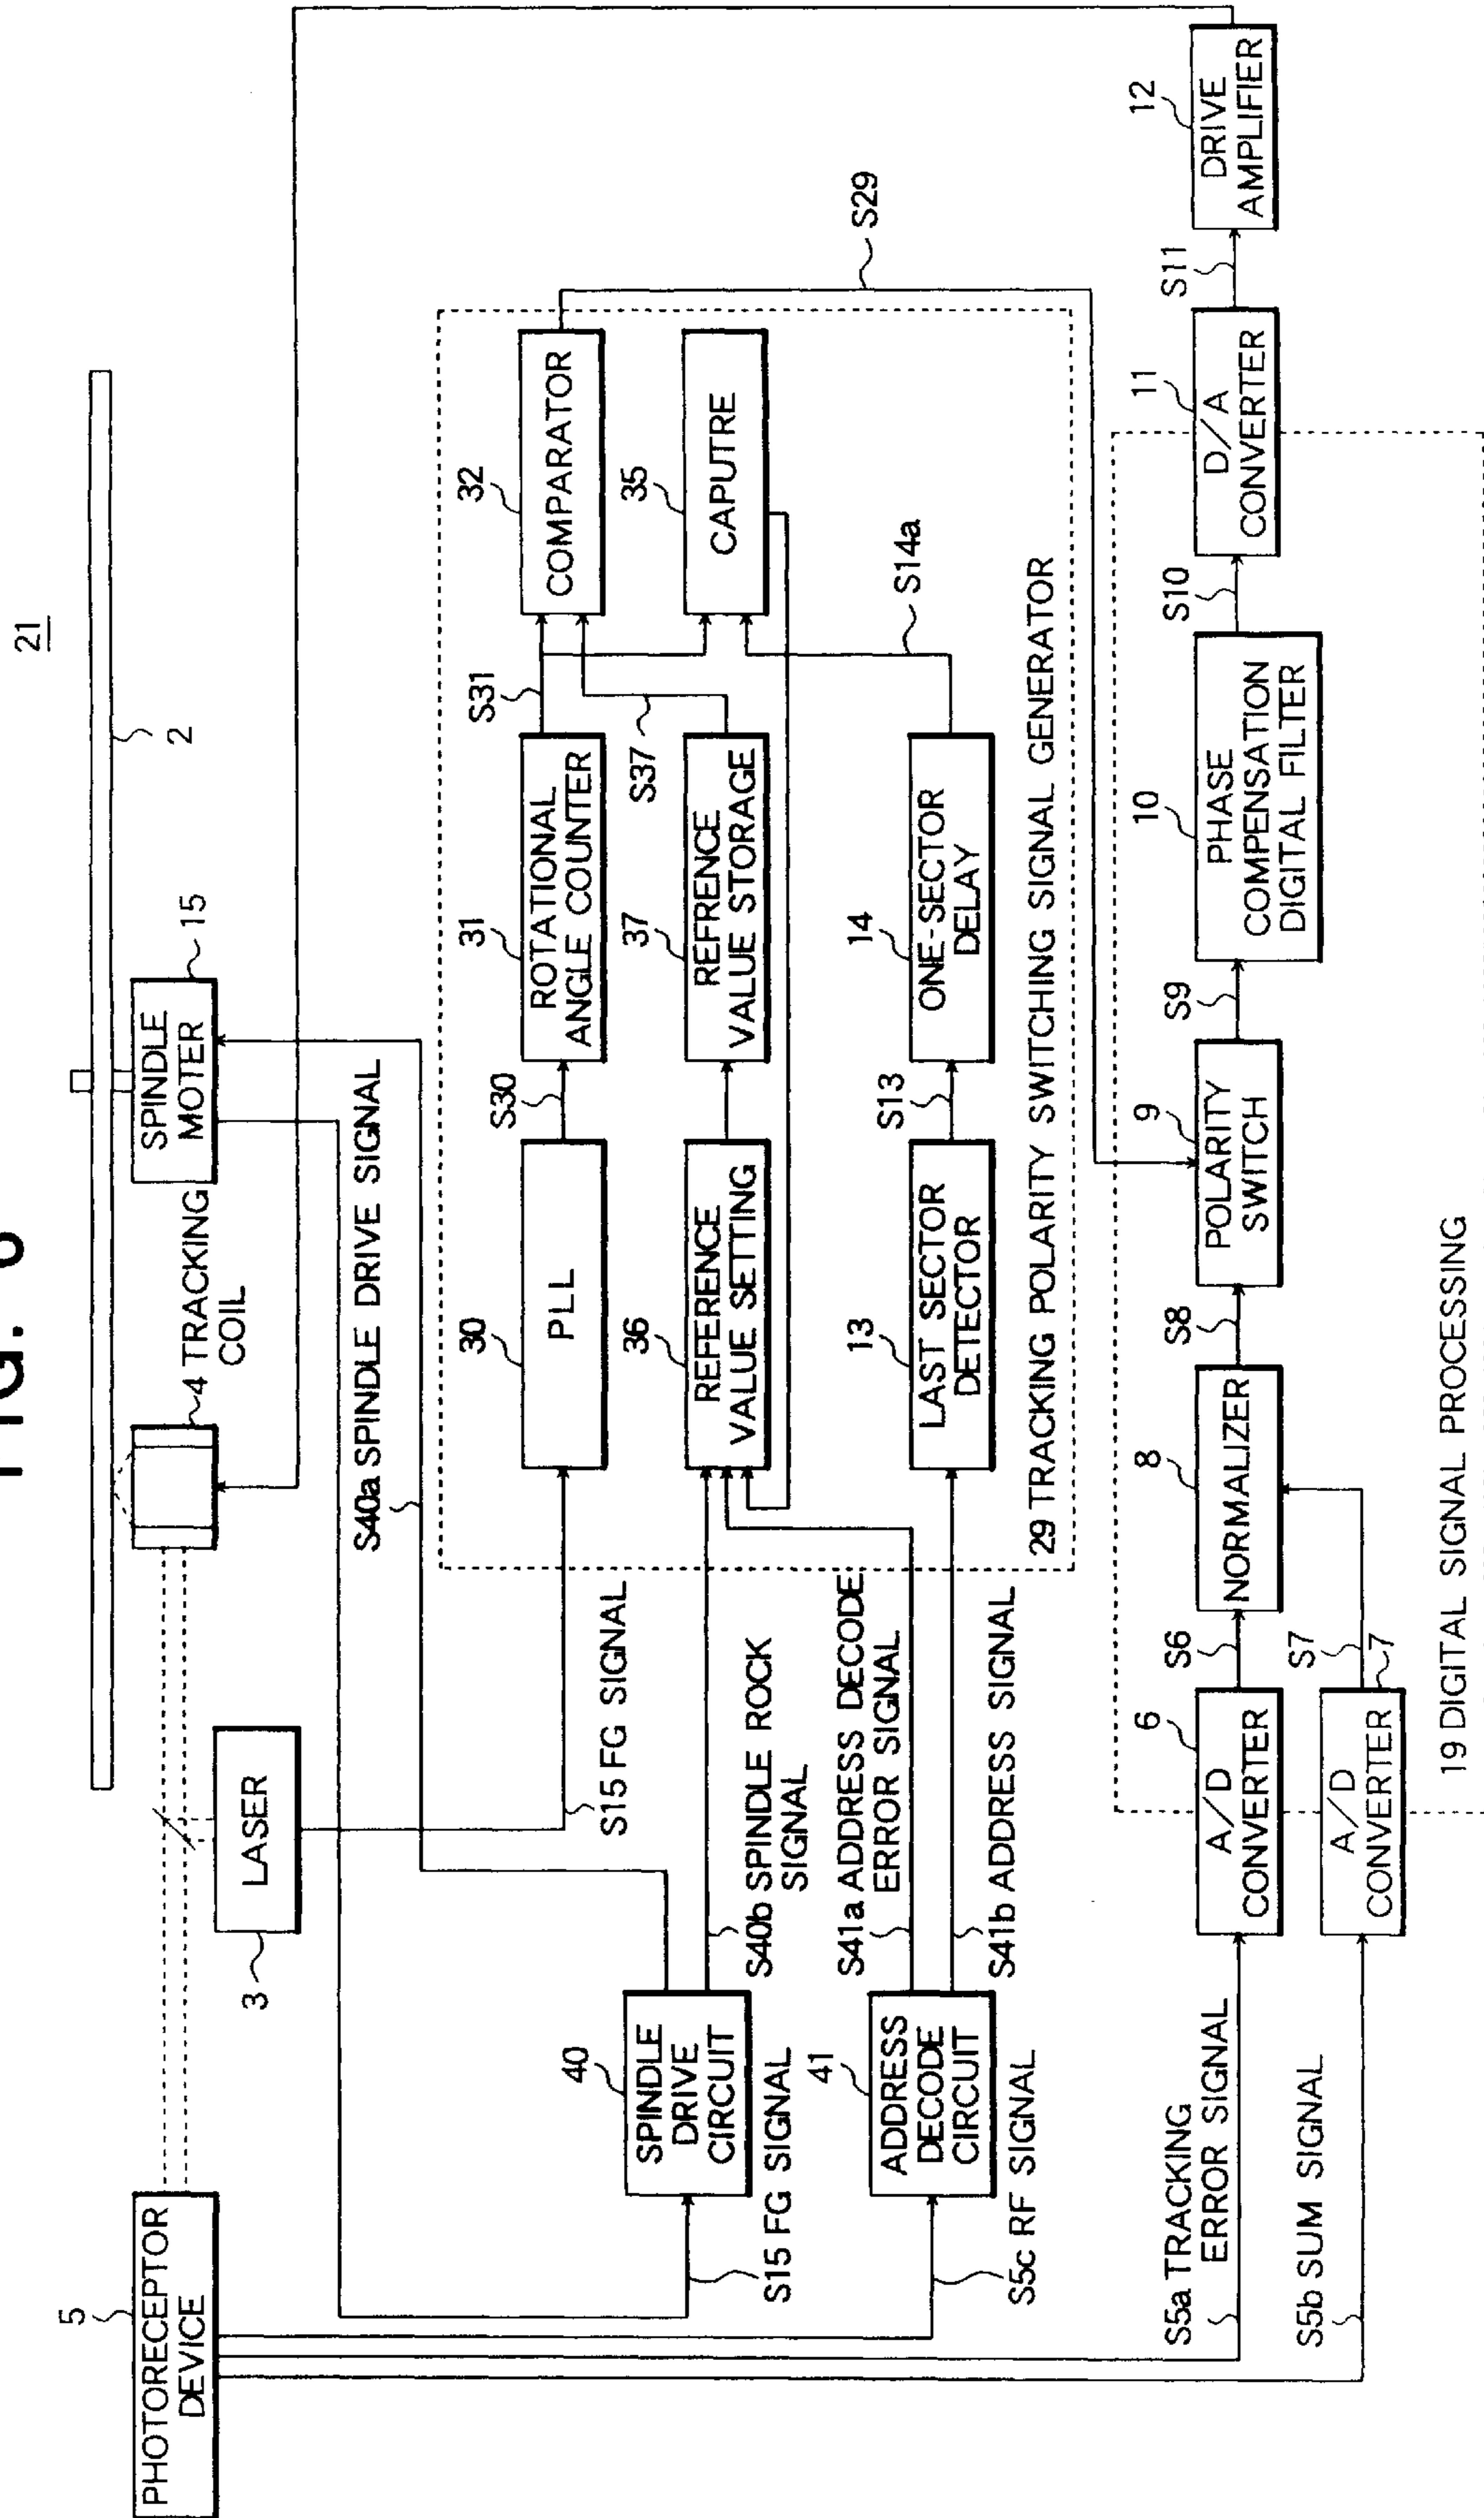 21
5
PHOTORECEPTOR
DEVICE
3
LASER
4 TRACKING
COIL
SPINDLE
MOTER
15
2
S40a SPINDLE DRIVE SIGNAL
S15 FG SIGNAL
40
SPINDLE
DRIVE
CIRCUIT
S15 FG SIGNAL
S40b SPINDLE ROCK
SIGNAL
41
ADDRESS
DECODE
CIRCUIT
S5c RF SIGNAL
S41a ADDRESS DECODE
ERROR SIGNAL
S41b ADDRESS SIGNAL
30
PLL
S30
31
ROTATIONAL
ANGLE COUNTER
S31
32
COMPARATOR
36
REFERENCE
VALUE SETTING
37
REFRENCE
VALUE STORAGE
S37
35
CAPUTRE
13
LAST SECTOR
DETECTOR
S13
14
ONE-SECTOR
DELAY
S14a
S29
29 TRACKING POLARITY SWITCHING SIGNAL GENERATOR
S5a TRACKING
ERROR SIGNAL
S5b SUM SIGNAL
6
A/D
CONVERTER
S6
7
A/D
CONVERTER
S7
8
NORMALIZER
S8
9
POLARITY
SWITCH
S9
10
PHASE
COMPENSATION
DIGITAL FILTER
S10
11
D/A
CONVERTER
S11
12
DRIVE
AMPLIFIER
19 DIGITAL SIGNAL PROCESSING